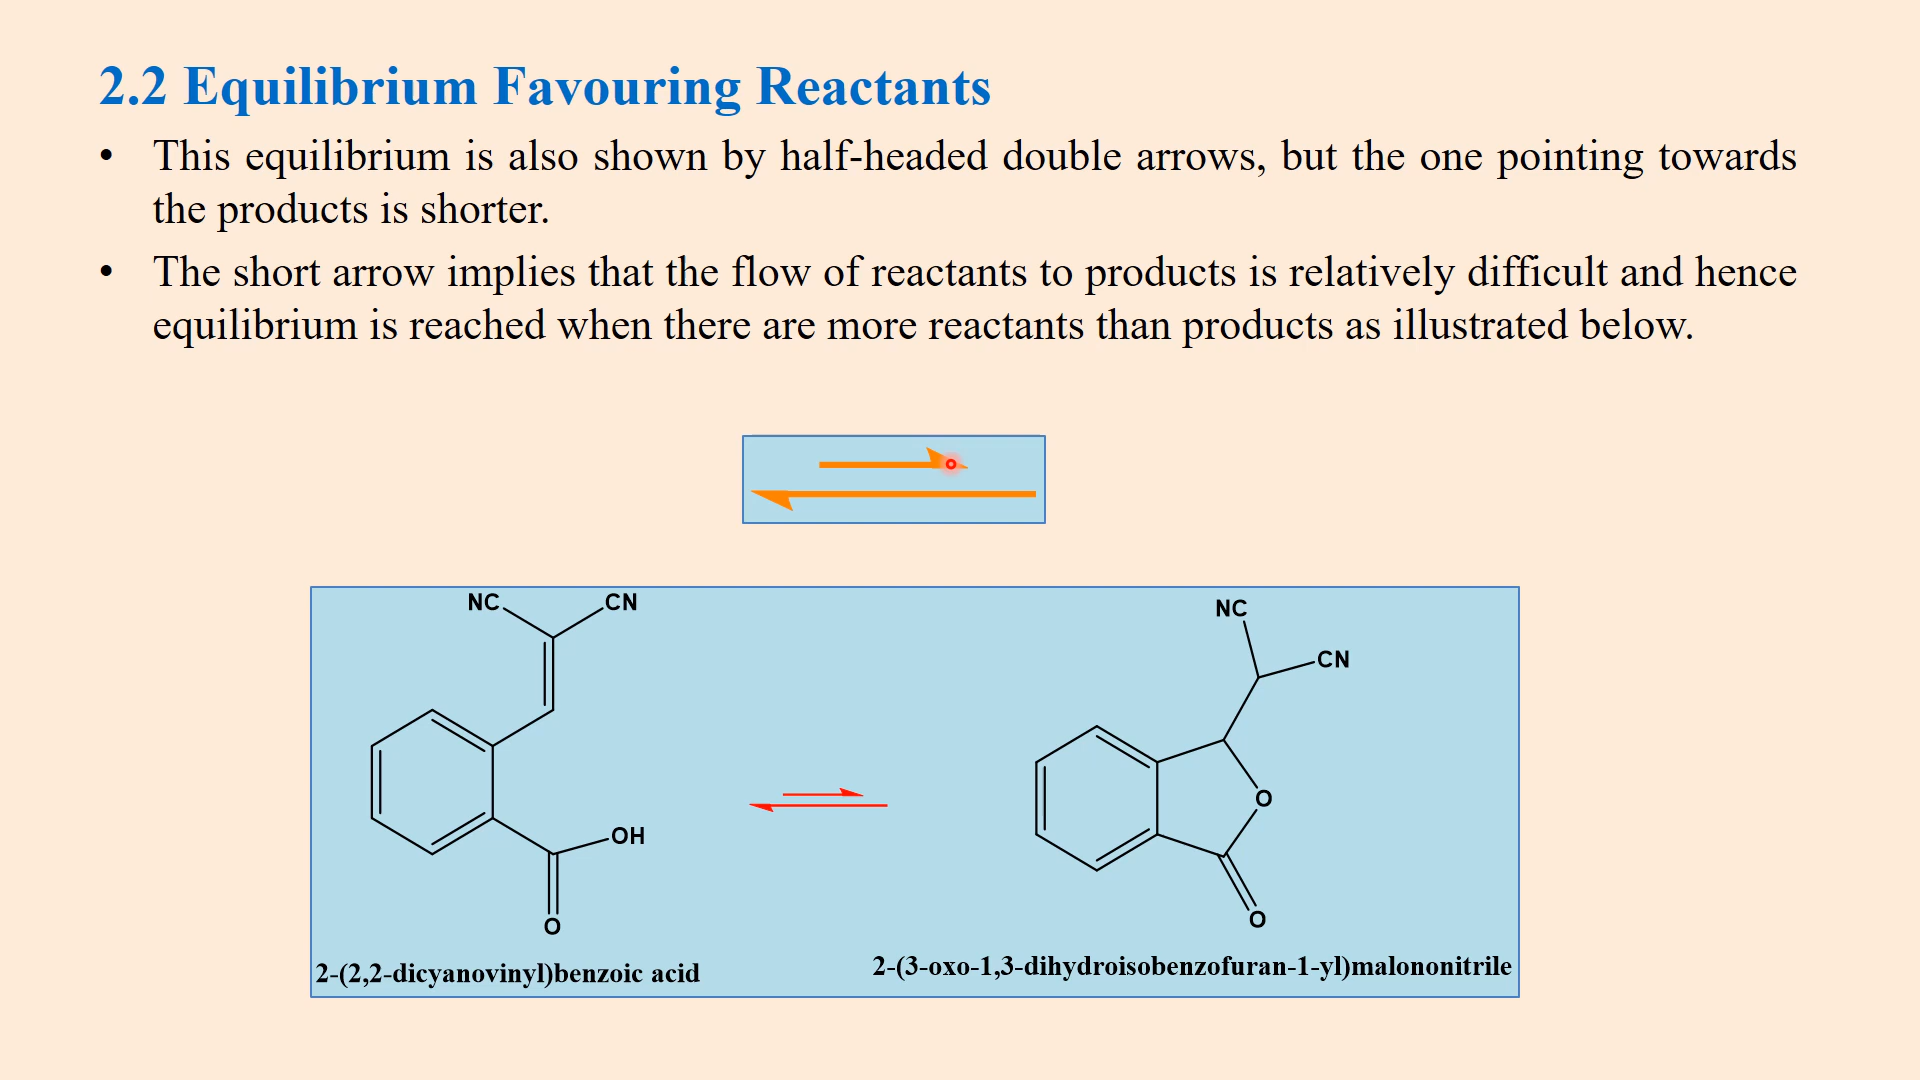 2.2 Equilibrium Favouring Reactants
• This equilibrium is also shown by half-headed double arrows, but the one pointing towards
the products is shorter.
• The short arrow implies that the flow of reactants to products is relatively difficult and hence
equilibrium is reached when there are more reactants than products as illustrated below.
NC
CN
OH
O
2-(2,2-dicyanovinyl)benzoic acid
NC
CN
O
O
2-(3-oxo-1,3-dihydroisobenzofuran-1-yl)malononitrile